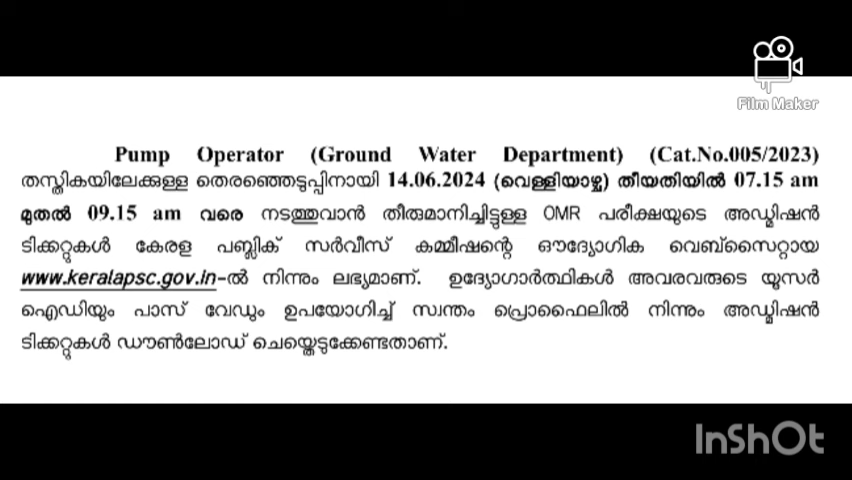 Film Maker
Pump Operator (Ground Water Department) (Cat.No.005/2023)
തസ്തികയിലേക്കുള്ള തെരഞ്ഞെടുപ്പിനായി 14.06.2024 (വെള്ളിയാഴ്ച) തീയതിയിൽ 07.15 am
മുതൽ 09.15 am വരെ നടത്തുവാൻ തീരുമാനിച്ചിട്ടുള്ള OMR പരീക്ഷയുടെ അഡ്മിഷൻ
ടിക്കറ്റുകൾ കേരള പബ്ലിക് സർവീസ് കമ്മീഷന്റെ ഔദ്യോഗിക വെബ്സൈറ്റായ
www.keralapsc.gov.in-ൽ നിന്നും ലഭ്യമാണ്. ഉദ്യോഗാർത്ഥികൾ അവരവരുടെ യൂസർ
ഐഡിയും പാസ് വേഡും ഉപയോഗിച്ച് സ്വന്തം പ്രൊഫൈലിൽ നിന്നും അഡ്മിഷൻ
ടിക്കറ്റുകൾ ഡൗൺലോഡ് ചെയ്തെടുക്കേണ്ടതാണ്.
InShOt